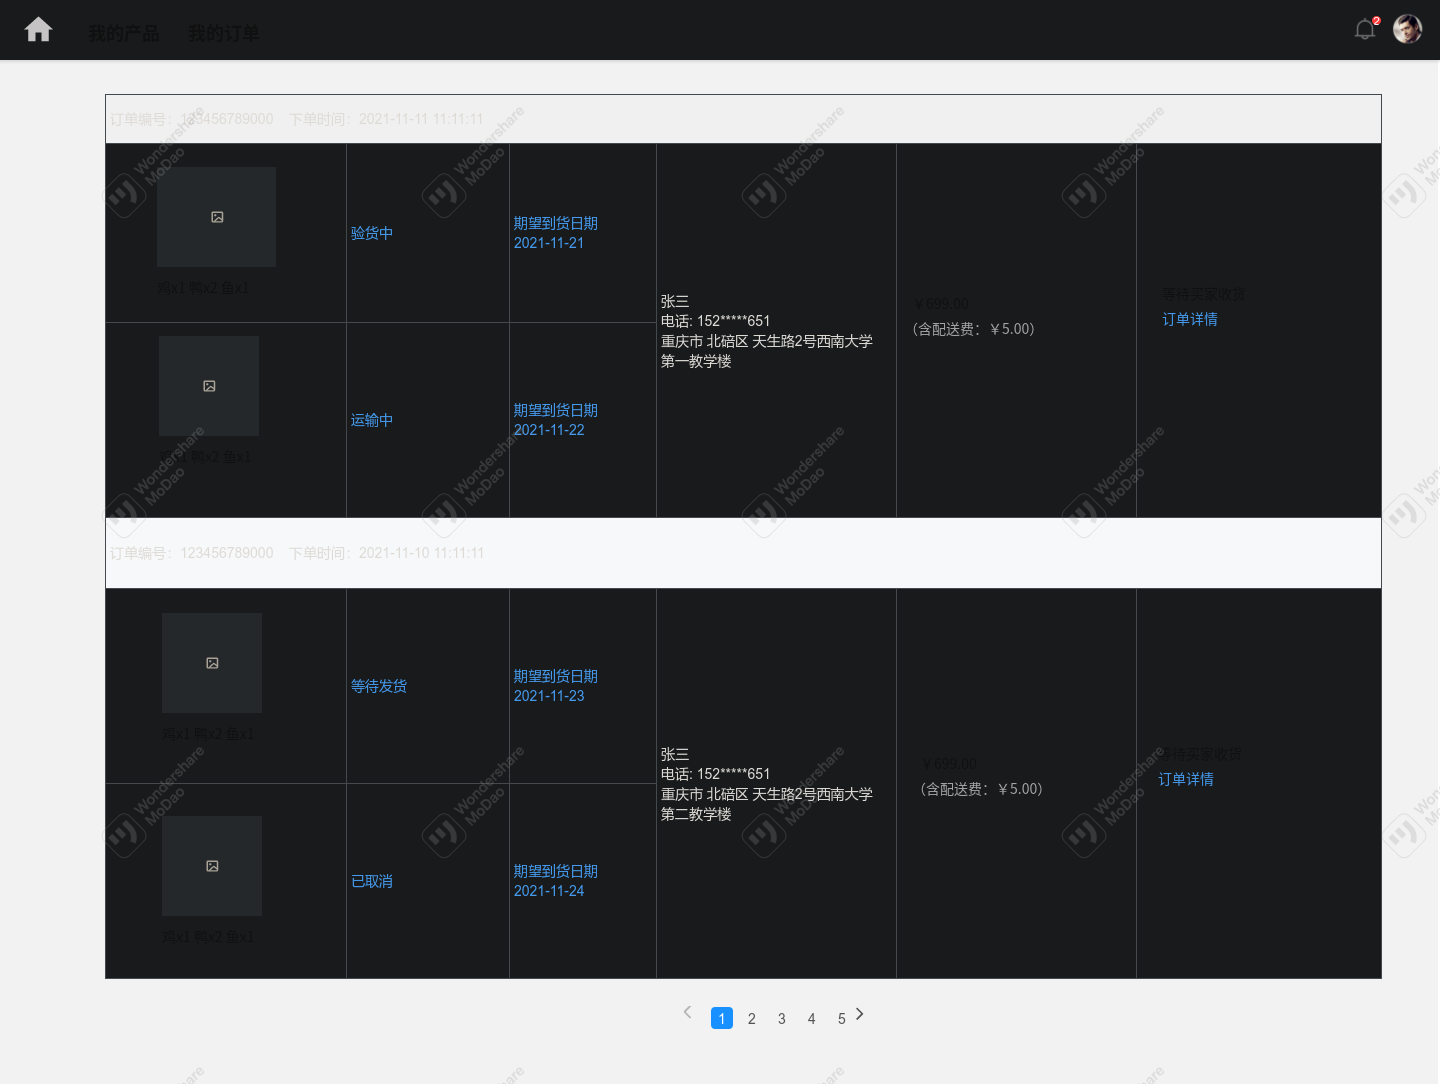 我的产品 我的订单
2
订单编号：123456789000 下单时间：2021-11-11 11:11:11
鸡x1 鸭x2 鱼x1
验货中
期望到货日期
2021-11-21
鸡x1 鸭x2 鱼x1
运输中
期望到货日期
2021-11-22
张三
电话: 152*****651
重庆市 北碚区 天生路2号西南大学
第一教学楼
￥699.00
（含配送费：￥5.00）
等待买家收货
订单详情
订单编号：123456789000 下单时间：2021-11-10 11:11:11
鸡x1 鸭x2 鱼x1
等待发货
期望到货日期
2021-11-23
鸡x1 鸭x2 鱼x1
已取消
期望到货日期
2021-11-24
张三
电话: 152*****651
重庆市 北碚区 天生路2号西南大学
第二教学楼
￥699.00
（含配送费：￥5.00）
等待买家收货
订单详情
1 2 3 4 5
Wondershare
MoDao